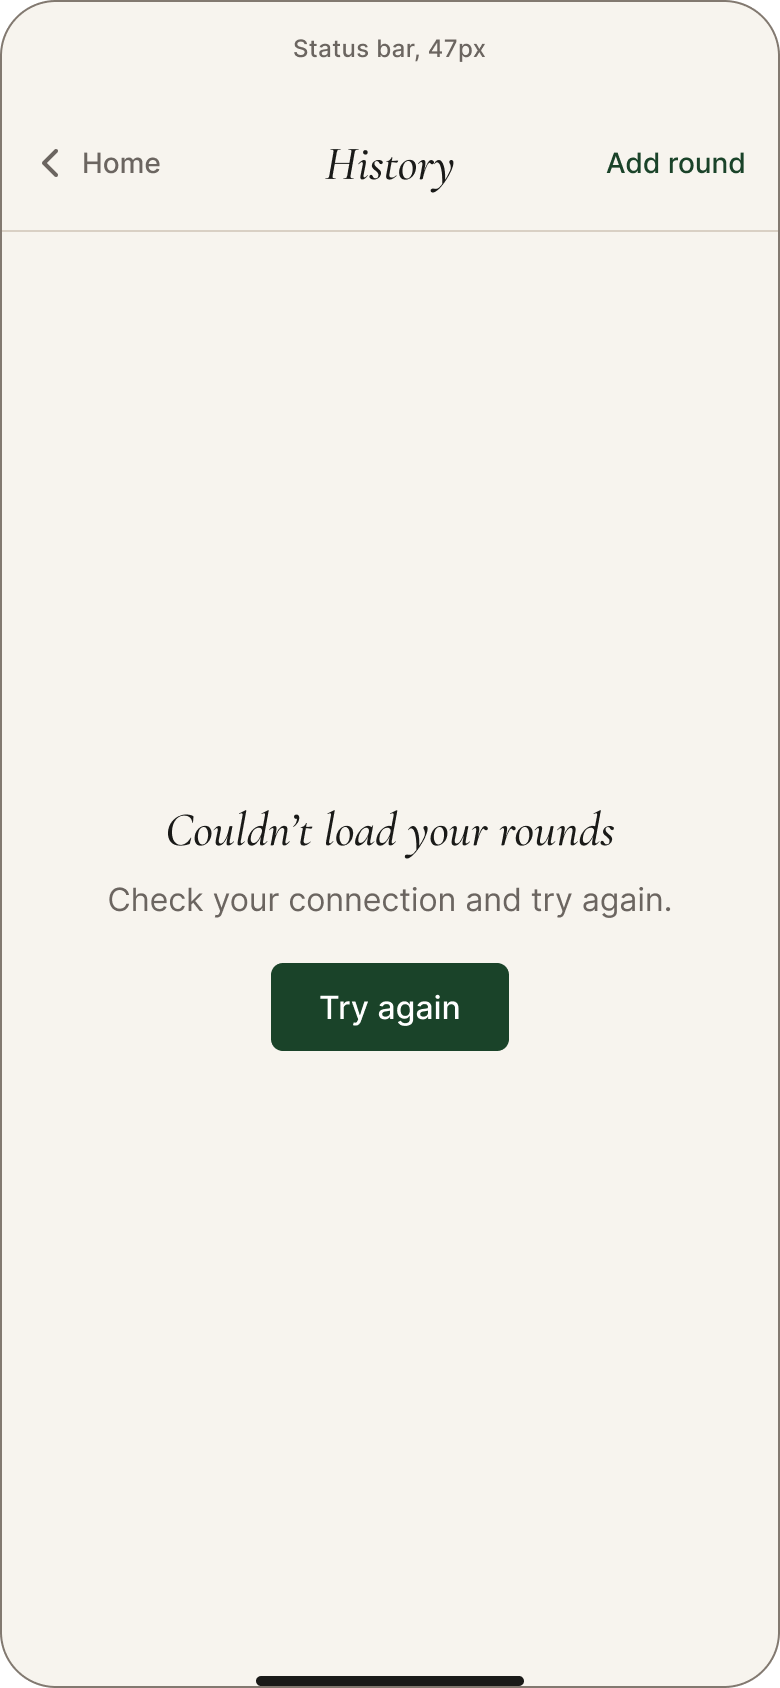 Status bar, 47px
Home History Add round
Couldn’t load your rounds
Check your connection and try again.
Try again